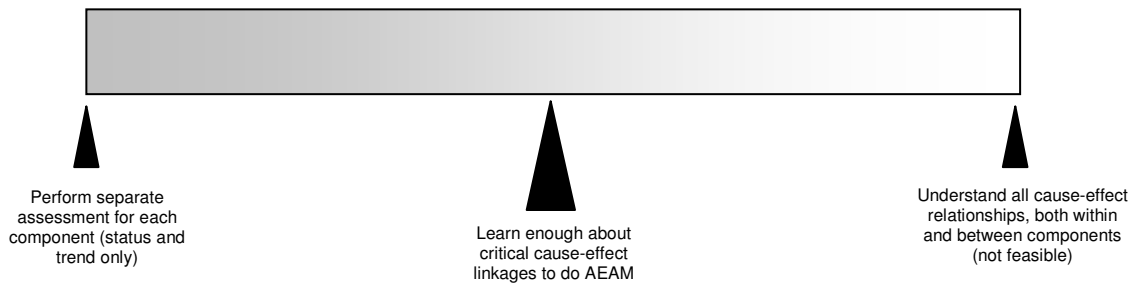 Perform separate
assessment for each
component (status and
trend only)
Learn enough about
critical cause-effect
linkages to do AEAM
Understand all cause-effect
relationships, both within
and between components
(not feasible)